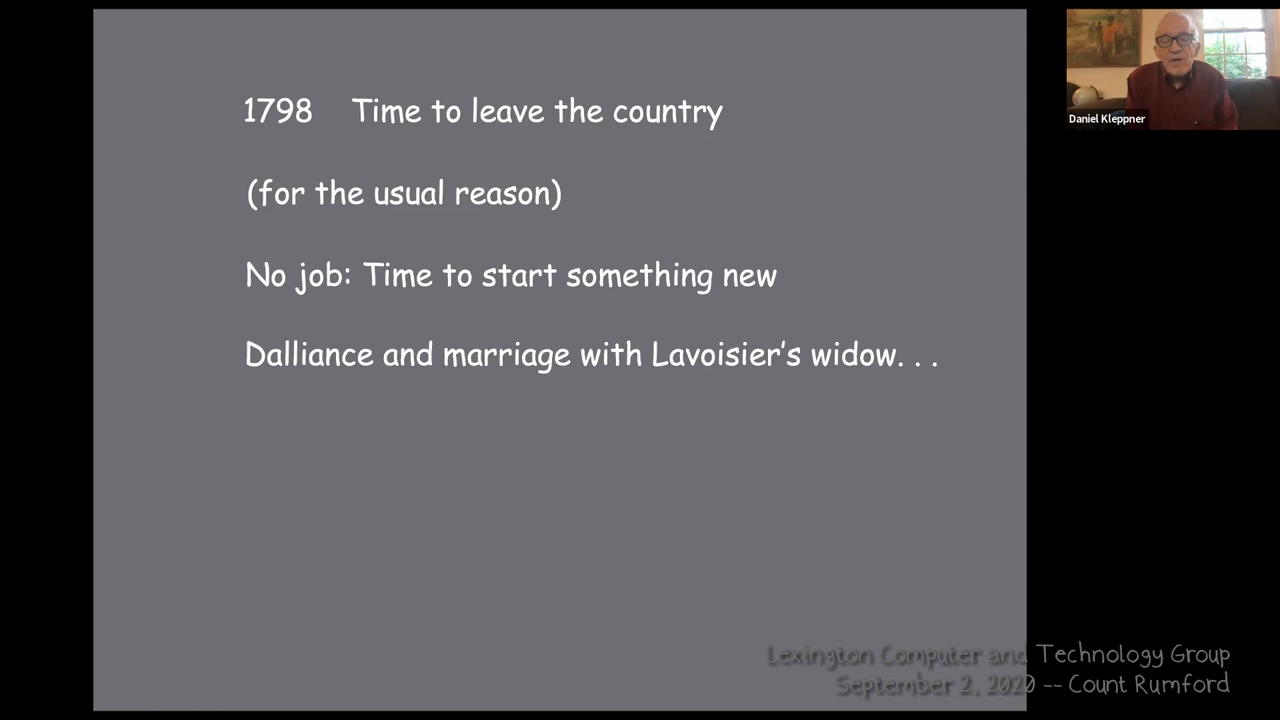 1798 Time to leave the country
(for the usual reason)
No job: Time to start something new
Dalliance and marriage with Lavoisier's widow. . .
Daniel Kleppner
Lexington Computer and Technology Group
September 2, 2020 -- Count Rumford